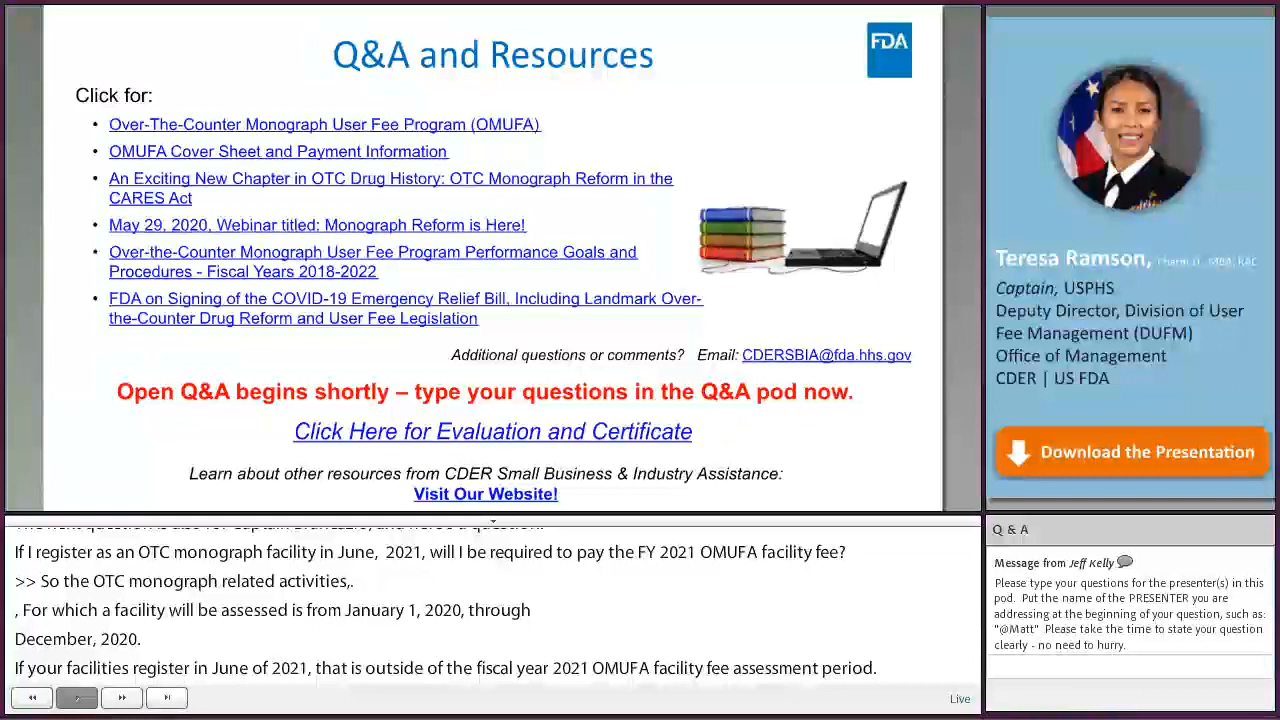 Q&A and Resources
FDA
Click for:
• Over-The-Counter Monograph User Fee Program (OMUFA)
• OMUFA Cover Sheet and Payment Information
• An Exciting New Chapter in OTC Drug History: OTC Monograph Reform in the
CARES Act
• May 29, 2020, Webinar titled: Monograph Reform is Here!
• Over-the-Counter Monograph User Fee Program Performance Goals and
Procedures - Fiscal Years 2018-2022
• FDA on Signing of the COVID-19 Emergency Relief Bill, Including Landmark Over-
the-Counter Drug Reform and User Fee Legislation
Additional questions or comments? Email: CDERSBIA@fda.hhs.gov
Open Q&A begins shortly – type your questions in the Q&A pod now.
Click Here for Evaluation and Certificate
Learn about other resources from CDER Small Business & Industry Assistance:
Visit Our Website!
Teresa Ramson, Pharm.D., MBA, RAC
Captain, USPHS
Deputy Director, Division of User
Fee Management (DUFM)
Office of Management
CDER | US FDA
Download the Presentation
If I register as an OTC monograph facility in June, 2021, will I be required to pay the FY 2021 OMUFA facility fee?
>> So the OTC monograph related activities,.
, For which a facility will be assessed is from January 1, 2020, through
December, 2020.
If your facilities register in June of 2021, that is outside of the fiscal year 2021 OMUFA facility fee assessment period.
Live
Q & A
Message from Jeff Kelly
Please type your questions for the presenter(s) in this
pod. Put the name of the PRESENTER you are
addressing at the beginning of your question, such as:
"@Matt" Please take the time to state your question
clearly - no need to hurry.